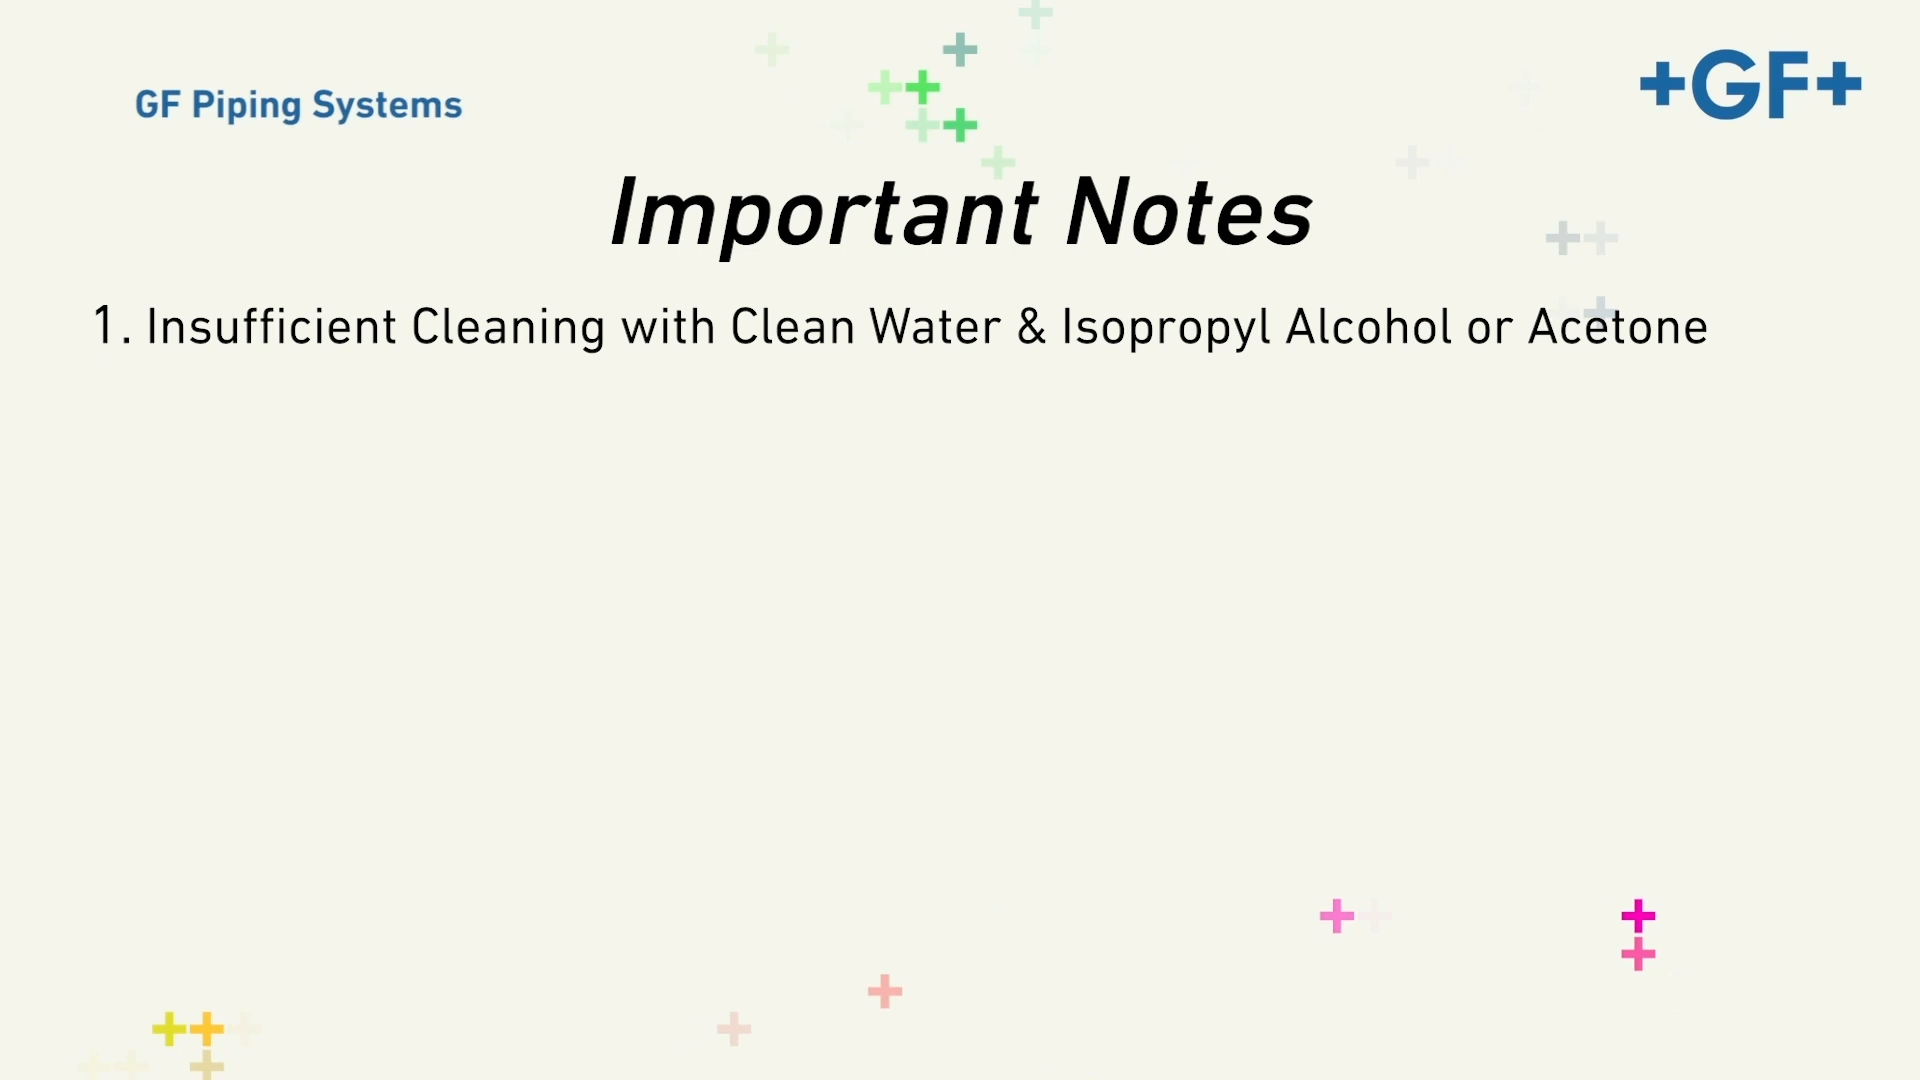 GF Piping Systems
+GF+
Important Notes
1. Insufficient Cleaning with Clean Water & Isopropyl Alcohol or Acetone